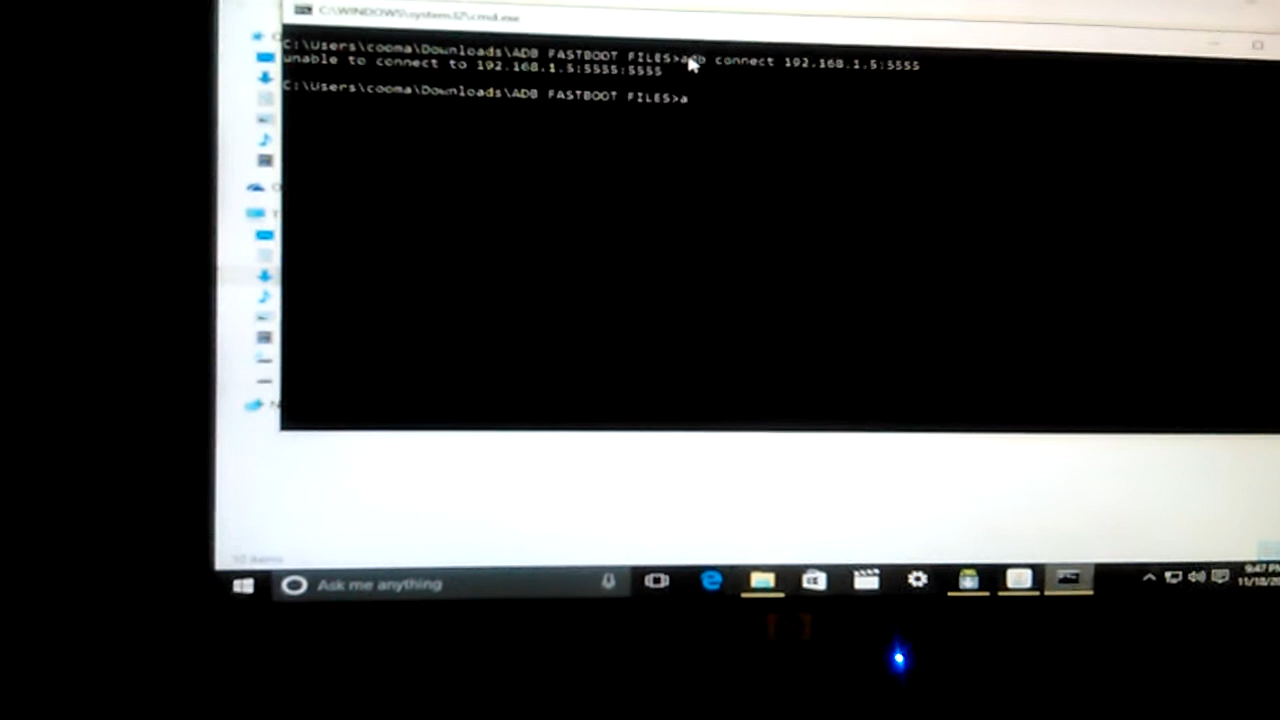 C:\WINDOWS\system32\cmd.exe
C:\Users\cooma\Downloads\ADB FASTBOOT FILES>adb connect 192.168.1.5:5555
unable to connect to 192.168.1.5:5555:5555
C:\Users\cooma\Downloads\ADB FASTBOOT FILES>a
Ask me anything
9:47 PM